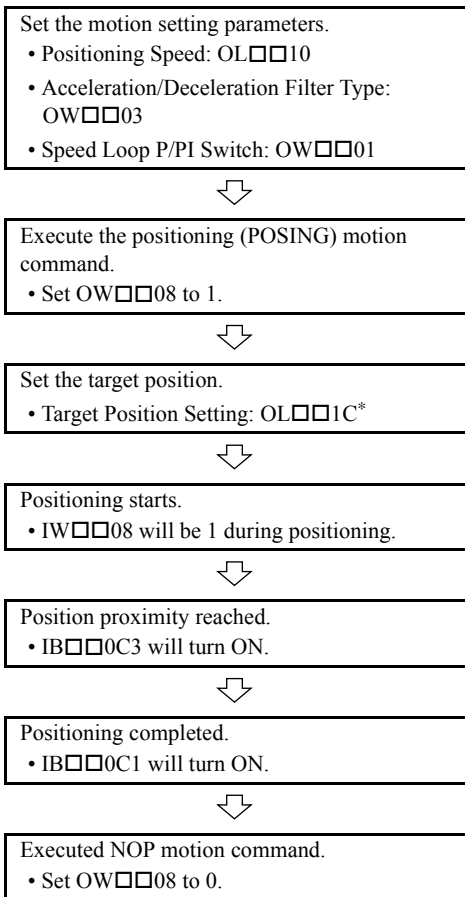 Set the motion setting parameters.
• Positioning Speed: OL□□10
• Acceleration/Deceleration Filter Type:
OW□□03
• Speed Loop P/PI Switch: OW□□01
Execute the positioning (POSING) motion
command.
• Set OW□□08 to 1.
Set the target position.
• Target Position Setting: OL□□1C*
Positioning starts.
• IW□□08 will be 1 during positioning.
Position proximity reached.
• IB□□0C3 will turn ON.
Positioning completed.
• IB□□0C1 will turn ON.
Executed NOP motion command.
• Set OW□□08 to 0.